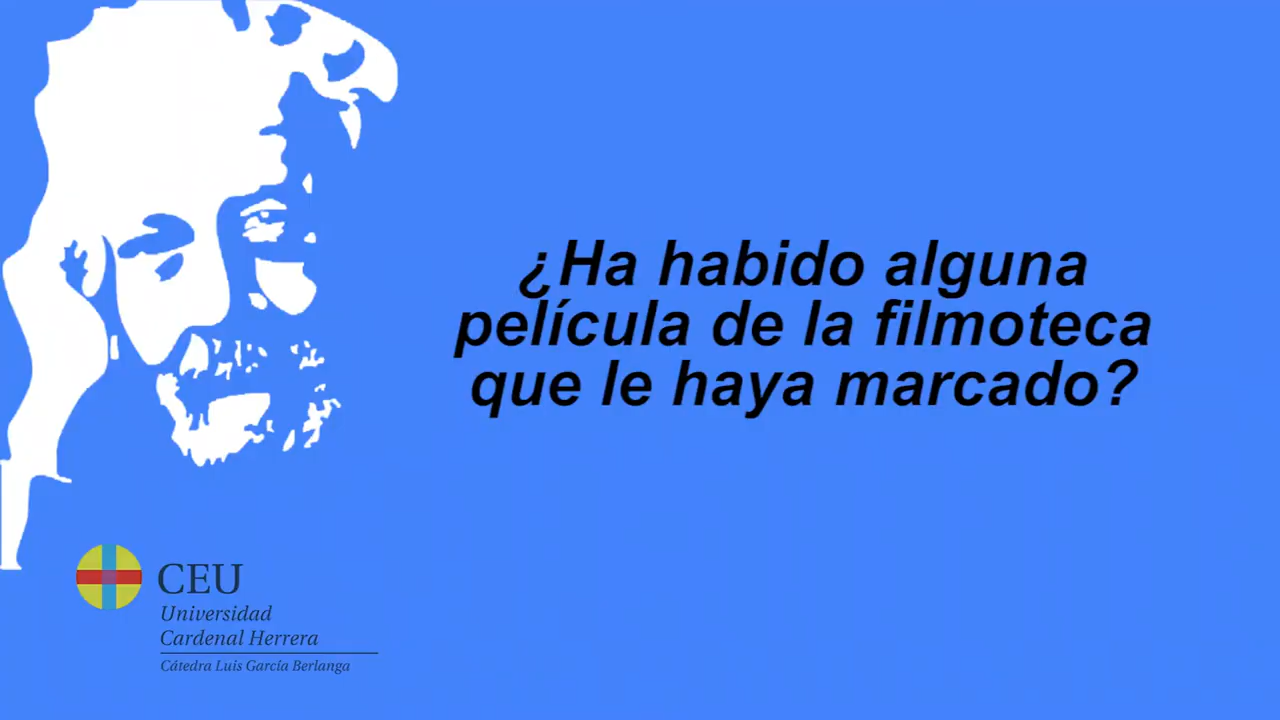 ¿Ha habido alguna
película de la filmoteca
que le haya marcado?
CEU
Universidad
Cardenal Herrera
Cátedra Luis García Berlanga